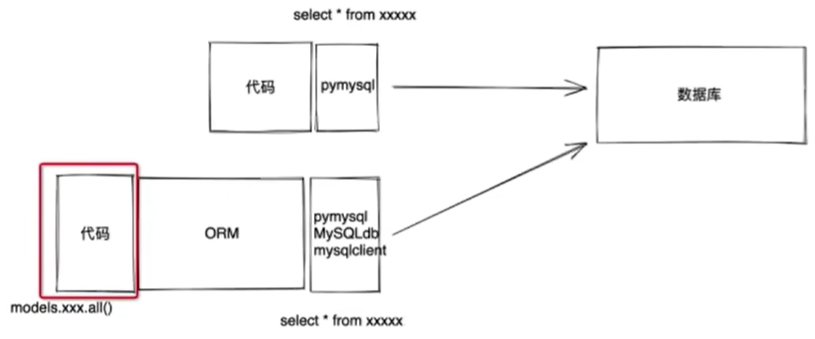 select * from xxxxx
代码
pymysql
数据库
代码
ORM
pymysql
MySQLdb
mysqlclient
models.xxx.all()
select * from xxxxx